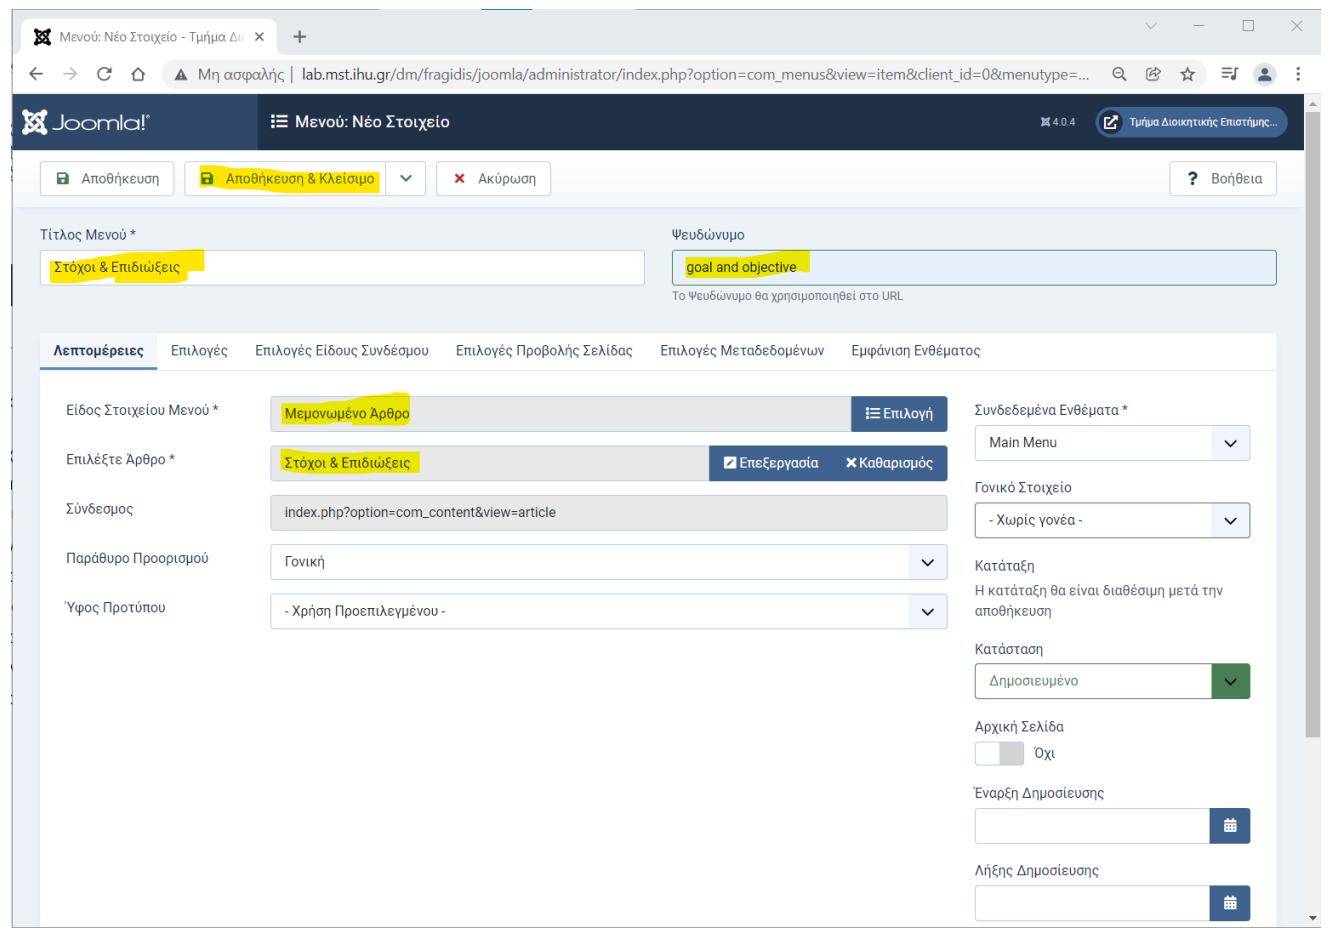 Μενού: Νέο Στοιχείο - Τμήμα Διο
Μη ασφαλής | lab.mst.ihu.gr/dm/fragidis/joomla/administrator/index.php?option=com_menus&view=item&client_id=0&menutype=...
Joomla!
Μενού: Νέο Στοιχείο
4.0.4
Τμήμα Διοικητικής Επιστήμης...
Αποθήκευση
Αποθήκευση & Κλείσιμο
Ακύρωση
? Βοήθεια
Τίτλος Μενού *
Ψευδώνυμο
Στόχοι & Επιδιώξεις
goal and objective
Το Ψευδώνυμο θα χρησιμοποιηθεί στο URL
Λεπτομέρειες Επιλογές Επιλογές Είδους Συνδέσμου Επιλογές Προβολής Σελίδας Επιλογές Μεταδεδομένων Εμφάνιση Ενθέματος
Είδος Στοιχείου Μενού *
Μεμονωμένο Άρθρο
Επιλογή
Επιλέξτε Άρθρο *
Στόχοι & Επιδιώξεις
Επεξεργασία
Καθαρισμός
Σύνδεσμος
index.php?option=com_content&view=article
Παράθυρο Προορισμού
Γονική
Ύφος Προτύπου
- Χρήση Προεπιλεγμένου -
Συνδεδεμένα Ενθέματα *
Main Menu
Γονικό Στοιχείο
- Χωρίς γονέα -
Κατάταξη
Η κατάταξη θα είναι διαθέσιμη μετά την
αποθήκευση
Κατάσταση
Δημοσιευμένο
Αρχική Σελίδα
Όχι
Έναρξη Δημοσίευσης
Λήξης Δημοσίευσης